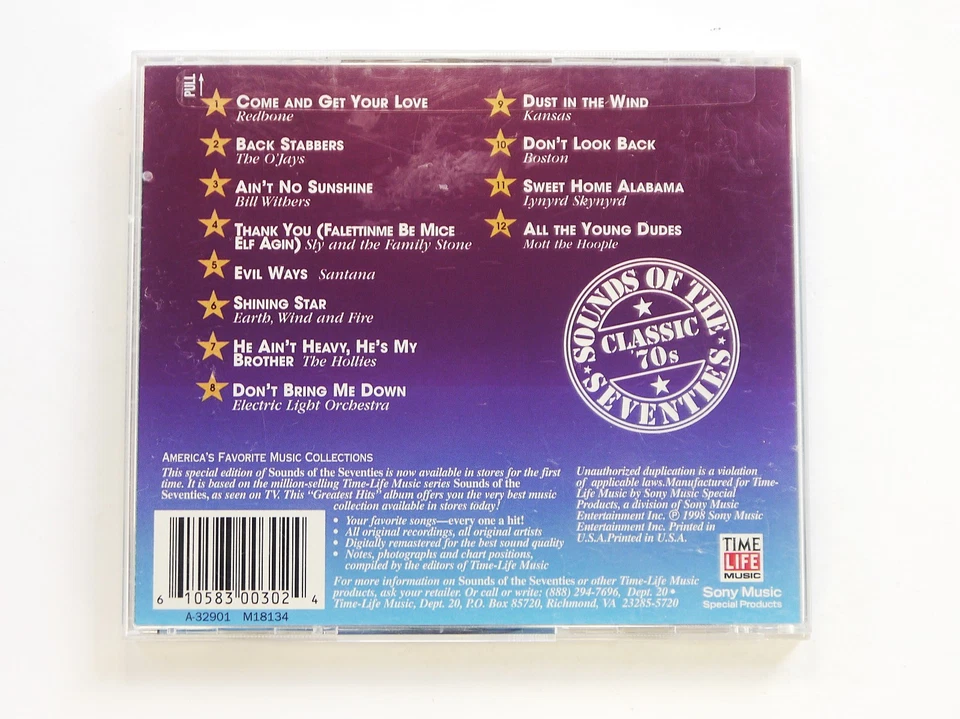 PULL
1 COME AND GET YOUR LOVE
Redbone
2 BACK STABBERS
The O'Jays
3 AIN'T NO SUNSHINE
Bill Withers
4 THANK YOU (FALETTINME BE MICE
ELF AGIN) Sly and the Family Stone
5 EVIL WAYS Santana
6 SHINING STAR
Earth, Wind and Fire
7 HE AIN'T HEAVY, HE'S MY
BROTHER The Hollies
8 DON'T BRING ME DOWN
Electric Light Orchestra
9 DUST IN THE WIND
Kansas
10 DON'T LOOK BACK
Boston
11 SWEET HOME ALABAMA
Lynyrd Skynyrd
12 ALL THE YOUNG DUDES
Mott the Hoople
SOUNDS OF THE
CLASSIC
'70s
SEVENTIES
AMERICA'S FAVORITE MUSIC COLLECTIONS
This special edition of Sounds of the Seventies is now available in stores for the first
time. It is based on the million-selling Time-Life Music series Sounds of the
Seventies, as seen on TV. This "Greatest Hits" album offers you the very best music
collection available in stores today!
• Your favorite songs—every one a hit!
• All original recordings, all original artists
• Digitally remastered for the best sound quality
• Notes, photographs and chart positions,
compiled by the editors of Time-Life Music
For more information on Sounds of the Seventies or other Time-Life Music
products, ask your retailer. Or call or write: (888) 294-7696, Dept. 20 •
Time-Life Music, Dept. 20, P.O. Box 85720, Richmond, VA 23285-5720
Unauthorized duplication is a violation
of applicable laws.Manufactured for Time-
Life Music by Sony Music Special
Products, a division of Sony Music
Entertainment Inc. ℗ 1998 Sony Music
Entertainment Inc. Printed in
U.S.A.Printed in U.S.A.
TIME
LIFE
MUSIC
Sony Music
Special Products
6 10583 00302 4
A-32901 M18134